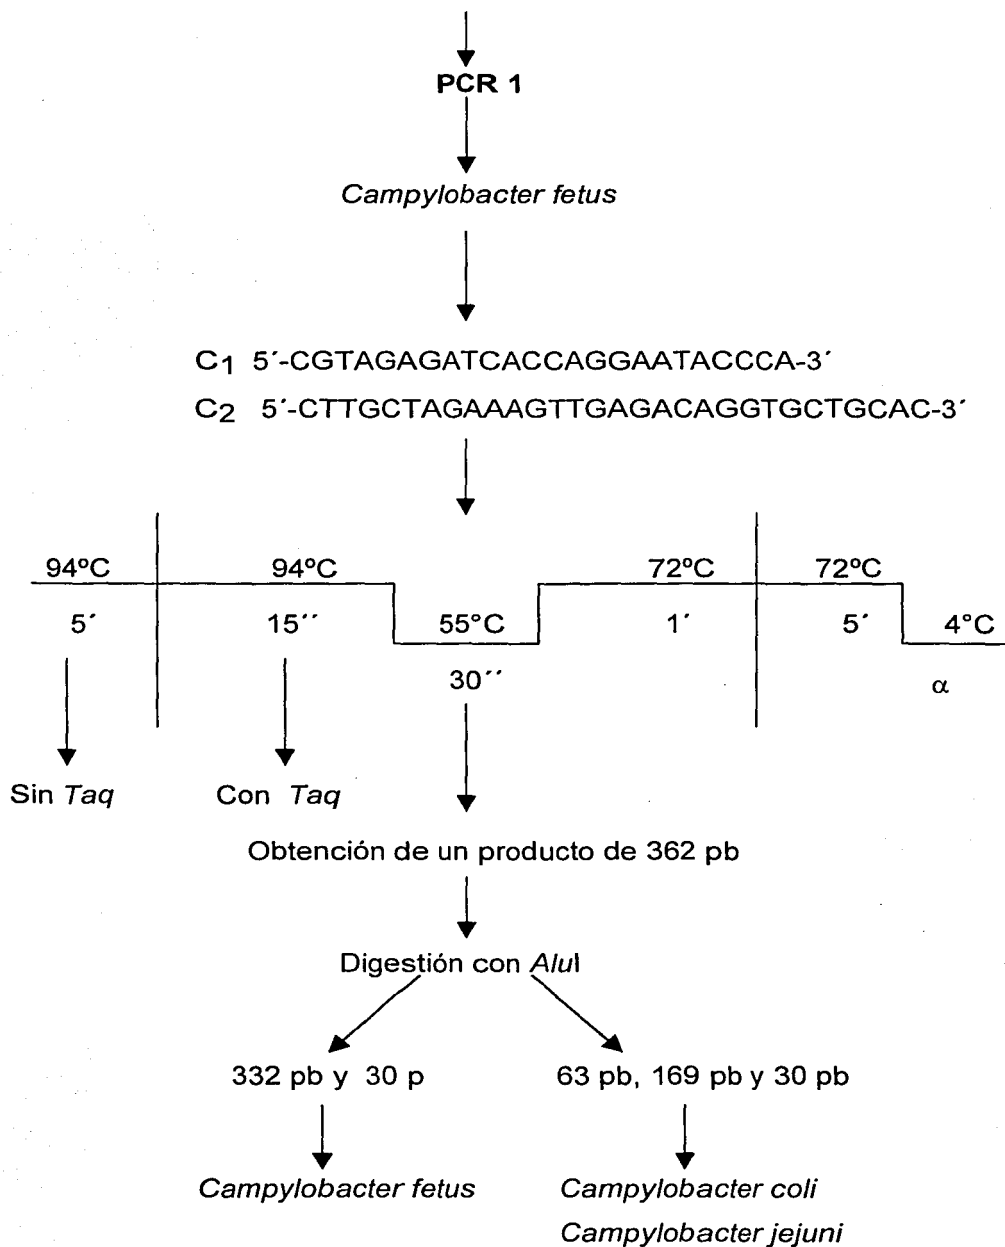 PCR 1
Campylobacter fetus
C1 5´-CGTAGAGATCACCAGGAATACCCA-3´
C2 5´-CTTGCTAGAAAGTTGAGACAGGTGCTGCAC-3´
94ºC 94ºC 72ºC 72ºC
5´ 15´´ 55°C 1´ 5´ 4°C
30´´ α
Sin Taq Con Taq
Obtención de un producto de 362 pb
Digestión con AluI
332 pb y 30 p 63 pb, 169 pb y 30 pb
Campylobacter fetus Campylobacter coli
Campylobacter jejuni